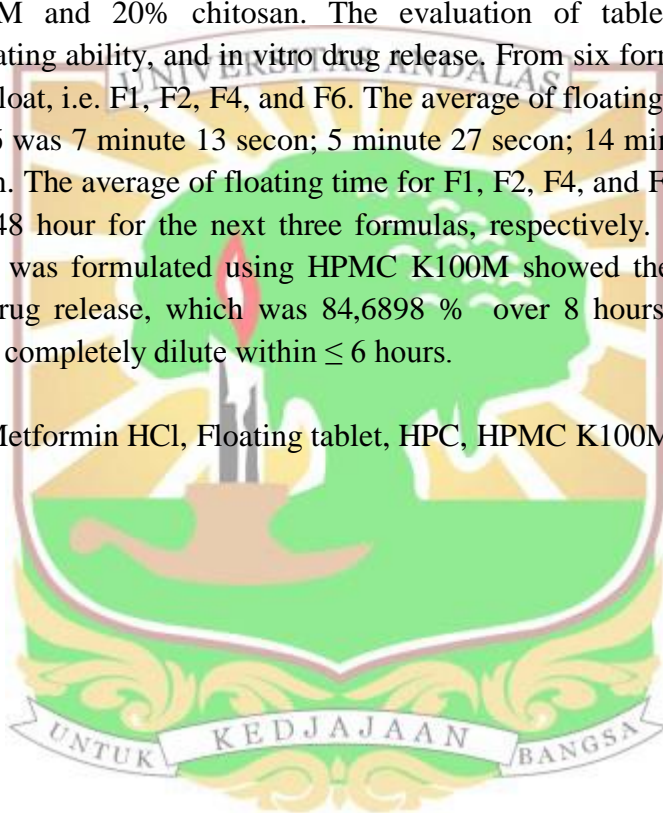 M and 20% chitosan. The evaluation of table
ating ability, and in vitro drug release. From six form
UNIVERSITAS ANDALAS
loat, i.e. F1, F2, F4, and F6. The average of floating
was 7 minute 13 secon; 5 minute 27 secon; 14 min
n. The average of floating time for F1, F2, F4, and F
48 hour for the next three formulas, respectively.
was formulated using HPMC K100M showed the
rug release, which was 84,6898 % over 8 hours
completely dilute within ≤ 6 hours.
Metformin HCl, Floating tablet, HPC, HPMC K100M
UNTUK KEDJAJAAN BANGSA